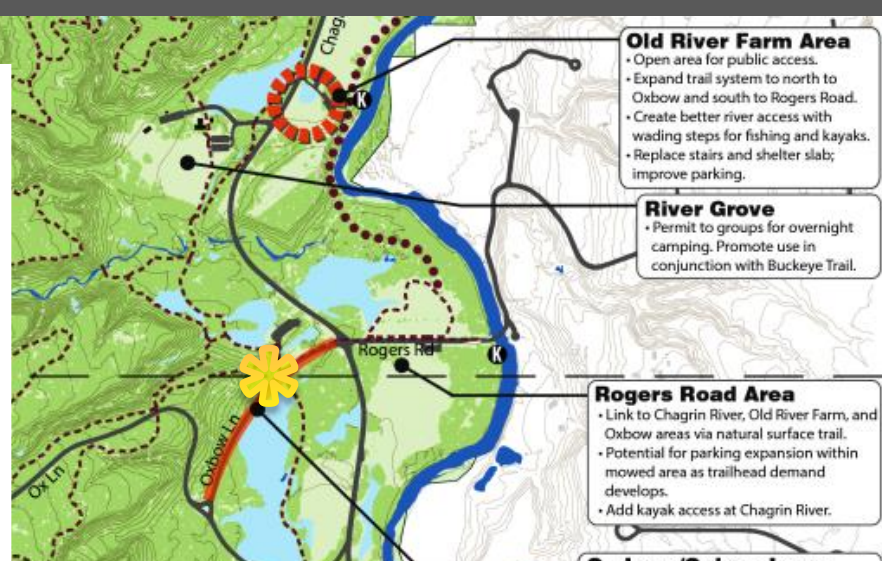 Chag
K
Old River Farm Area
• Open area for public access.
• Expand trail system to north to
Oxbow and south to Rogers Road.
• Create better river access with
wading steps for fishing and kayaks.
• Replace stairs and shelter slab;
improve parking.
River Grove
• Permit to groups for overnight
camping. Promote use in
conjunction with Buckeye Trail.
Rogers Rd
K
Rogers Road Area
• Link to Chagrin River, Old River Farm, and
Oxbow areas via natural surface trail.
• Potential for parking expansion within
mowed area as trailhead demand
develops.
• Add kayak access at Chagrin River.
Oxbow Ln
Ox Ln